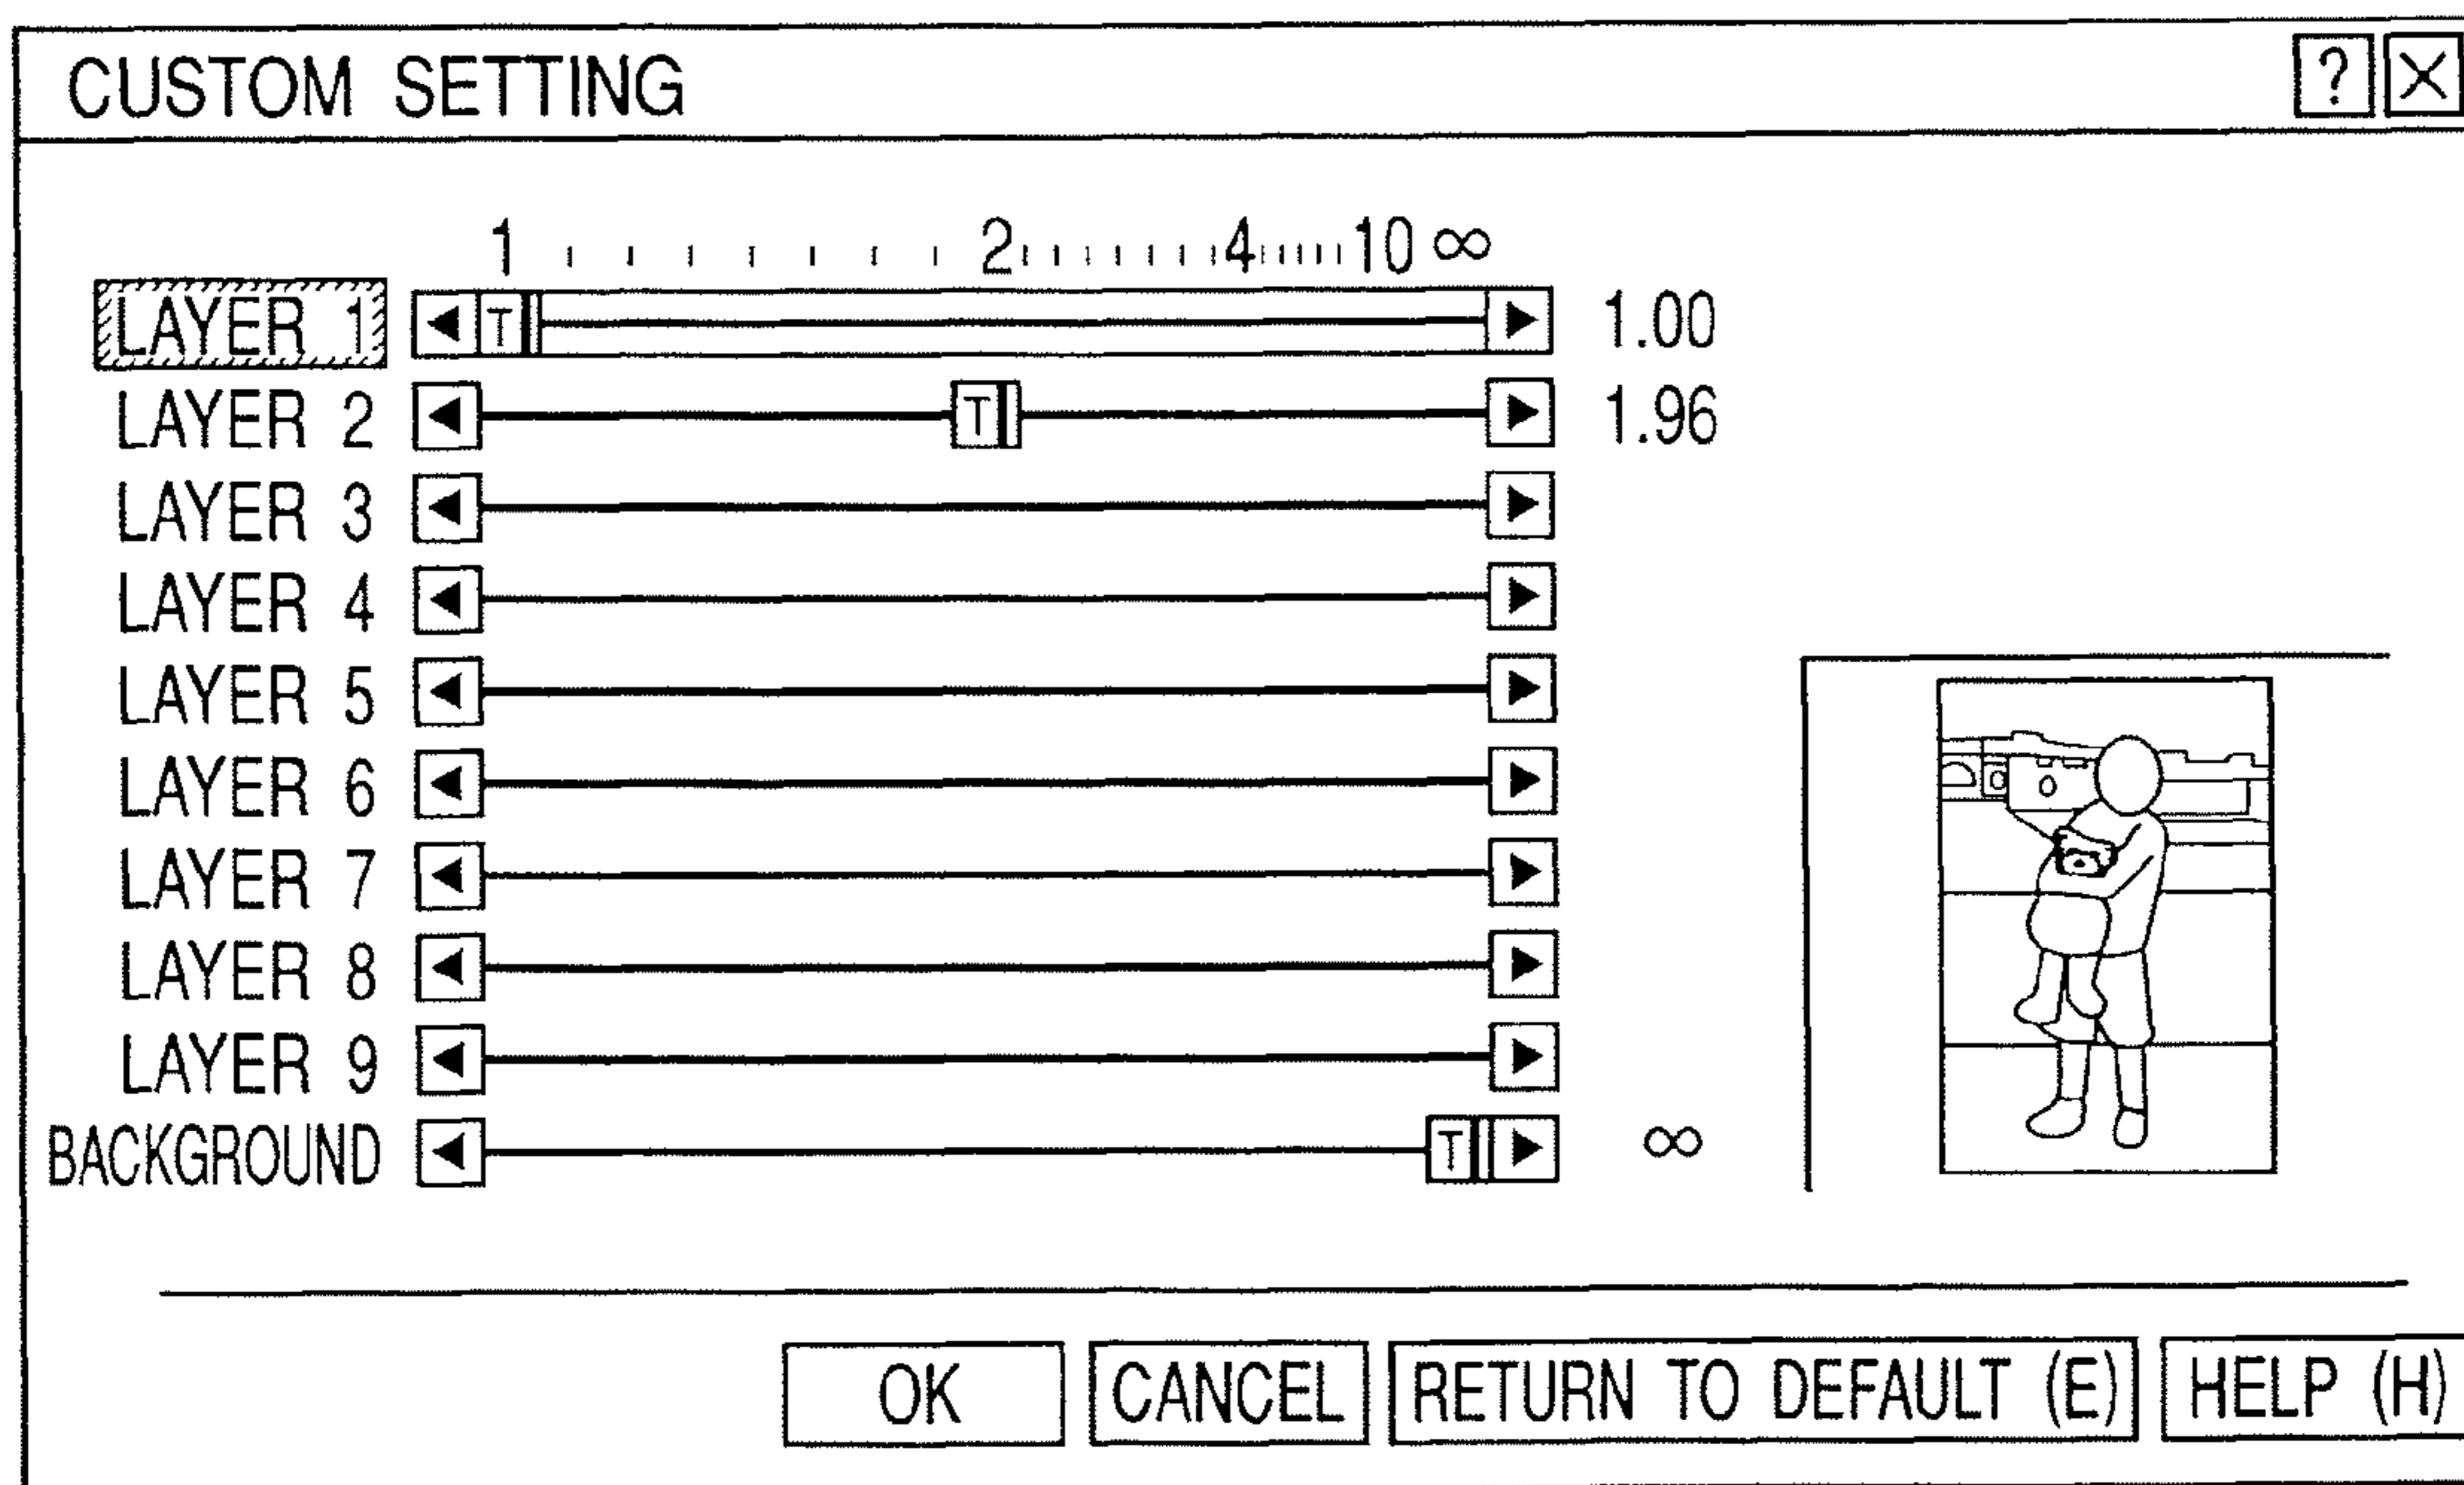 CUSTOM SETTING ? X
1 2 4 10 ∞
LAYER 1 T 1.00
LAYER 2 T 1.96
LAYER 3
LAYER 4
LAYER 5
LAYER 6
LAYER 7
LAYER 8
LAYER 9
BACKGROUND T ∞
OK CANCEL RETURN TO DEFAULT (E) HELP (H)